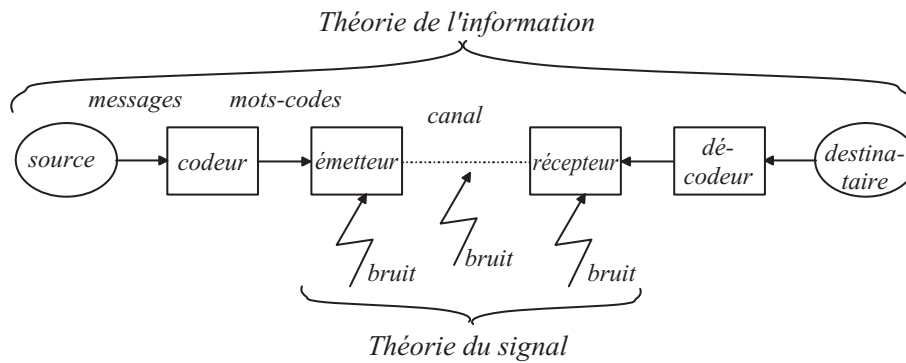 Théorie de l'information
messages
mots-codes
canal
source
codeur
émetteur
récepteur
dé-
codeur
destina-
taire
bruit
bruit
bruit
Théorie du signal